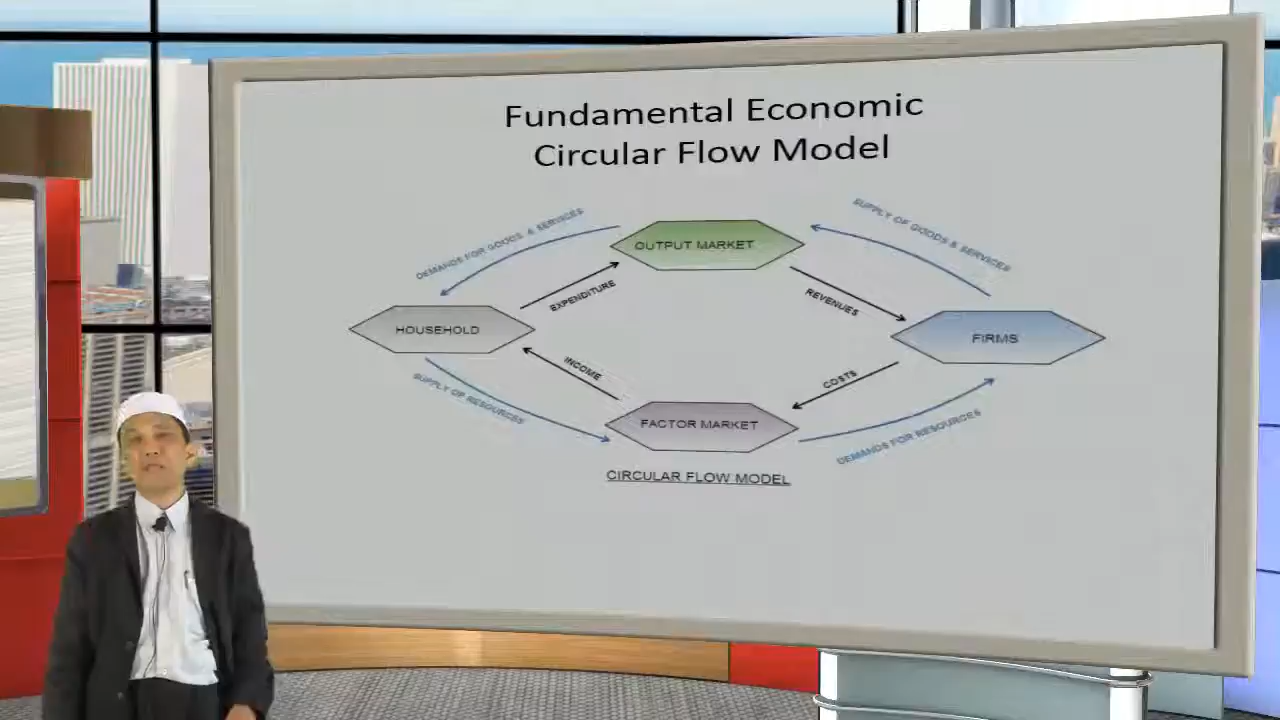 Fundamental Economic
Circular Flow Model
DEMANDS FOR GOODS & SERVICES
SUPPLY OF GOODS & SERVICES
OUTPUT MARKET
EXPENDITURE
REVENUES
HOUSEHOLD
FIRMS
INCOME
COSTS
SUPPLY OF RESOURCES
FACTOR MARKET
DEMANDS FOR RESOURCES
CIRCULAR FLOW MODEL